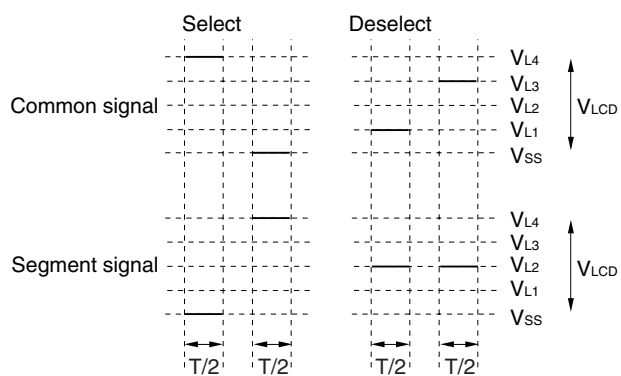 Select Deselect
Common signal
VL4
VL3
VL2
VL1
VSS
VLCD
Segment signal
VL4
VL3
VL2
VL1
VSS
VLCD
T/2 T/2 T/2 T/2